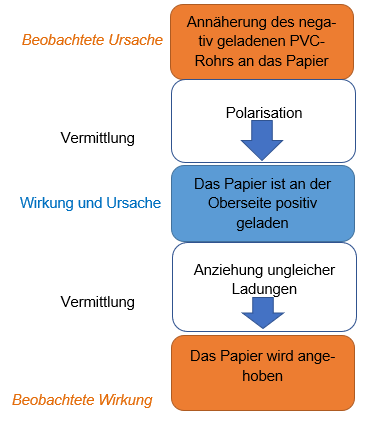 Annäherung des nega-
Beobachtete Ursache
tiv geladenen PVC-
Rohrs an das Papier
Polarisation
Vermittlung
Das Papier ist an der
Wirkung und Ursache
Oberseite positiv
geladen
Anziehung ungleicher
Ladungen
Vermittlung
Das Papier wird ange-
hoben
Beobachtete Wirkung